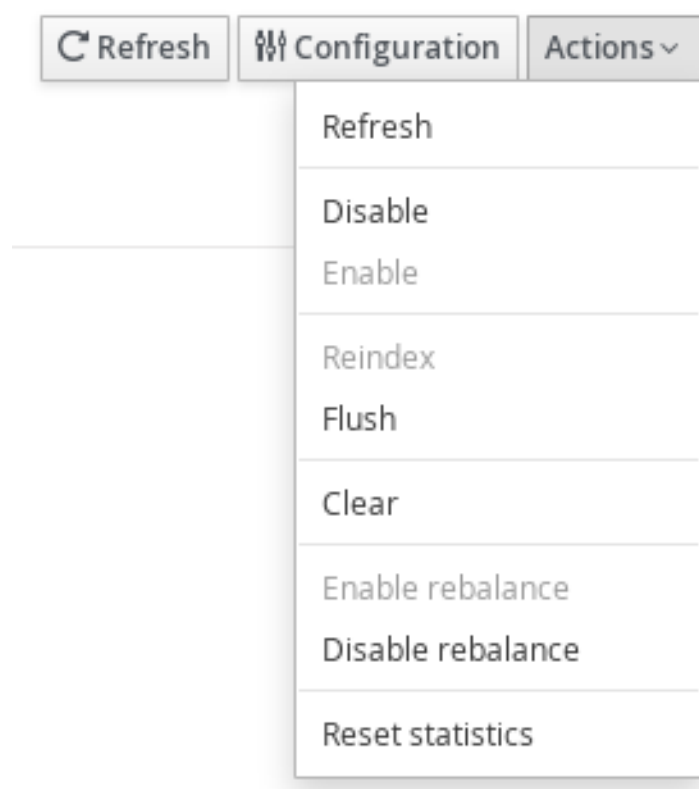 Refresh Configuration Actions
Refresh
Disable
Enable
Reindex
Flush
Clear
Enable rebalance
Disable rebalance
Reset statistics